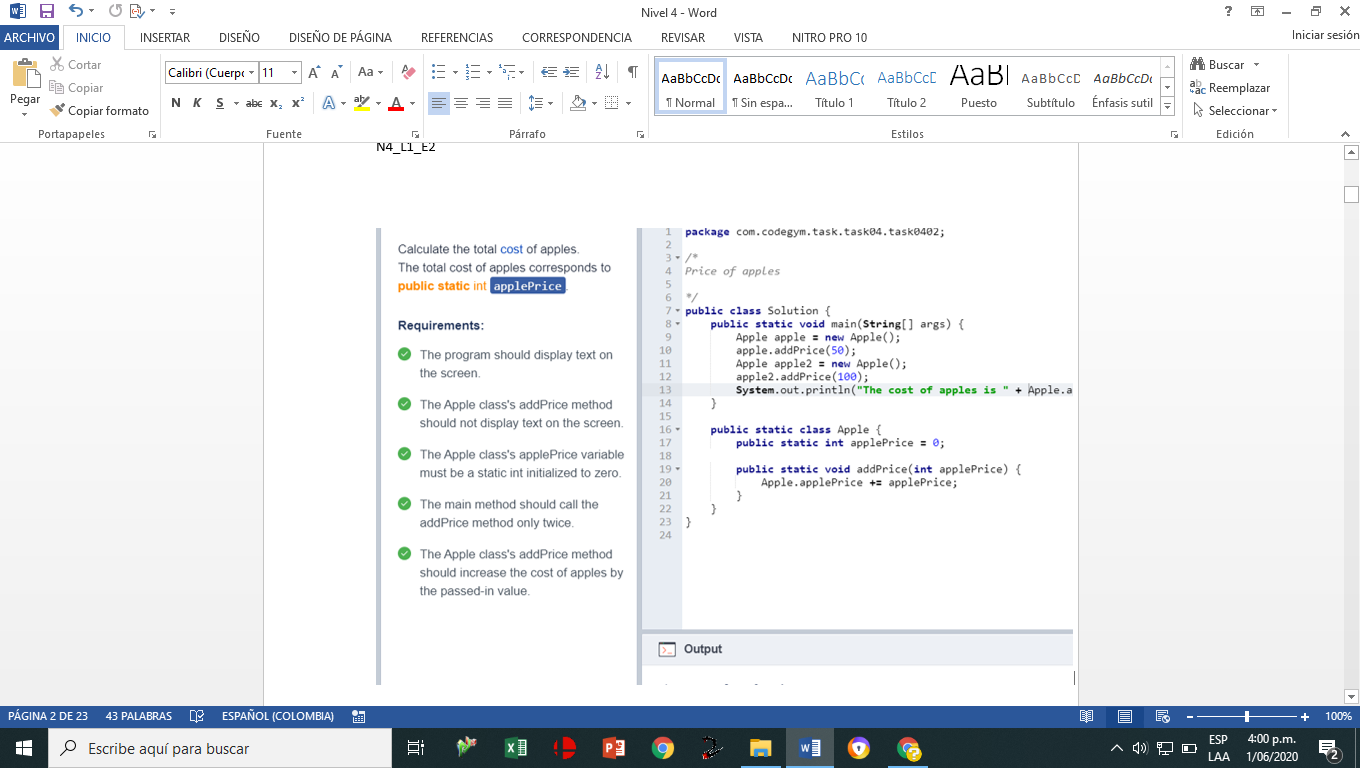 Nivel 4 - Word
ARCHIVO INICIO INSERTAR DISEÑO DISEÑO DE PÁGINA REFERENCIAS CORRESPONDENCIA REVISAR VISTA NITRO PRO 10 Iniciar sesión
Pegar
Cortar
Copiar
Copiar formato
Portapapeles
Calibri (Cuerpo 11
Fuente
Párrafo
AaBbCcDc AaBbCcDc AaBbCc AaBbCcD AaB AaBbCcD AaBbCcDc
¶ Normal ¶ Sin espa... Título 1 Título 2 Puesto Subtítulo Énfasis sutil
Estilos
Buscar
Reemplazar
Seleccionar
Edición
N4_L1_E2
Calculate the total cost of apples.
The total cost of apples corresponds to
public static int applePrice.
Requirements:
The program should display text on
the screen.
The Apple class's addPrice method
should not display text on the screen.
The Apple class's applePrice variable
must be a static int initialized to zero.
The main method should call the
addPrice method only twice.
The Apple class's addPrice method
should increase the cost of apples by
the passed-in value.
1 package com.codegym.task.task04.task0402;
2
3 /*
4 Price of apples
5
6 */
7 public class Solution {
8 public static void main(String[] args) {
9 Apple apple = new Apple();
10 apple.addPrice(50);
11 Apple apple2 = new Apple();
12 apple2.addPrice(100);
13 System.out.println("The cost of apples is " + Apple.a
14 }
15
16 public static class Apple {
17 public static int applePrice = 0;
18
19 public static void addPrice(int applePrice) {
20 Apple.applePrice += applePrice;
21 }
22 }
23 }
24
Output
PÁGINA 2 DE 23 43 PALABRAS ESPAÑOL (COLOMBIA) 100%
Escribe aquí para buscar
ESP
LAA
4:00 p.m.
1/06/2020
2